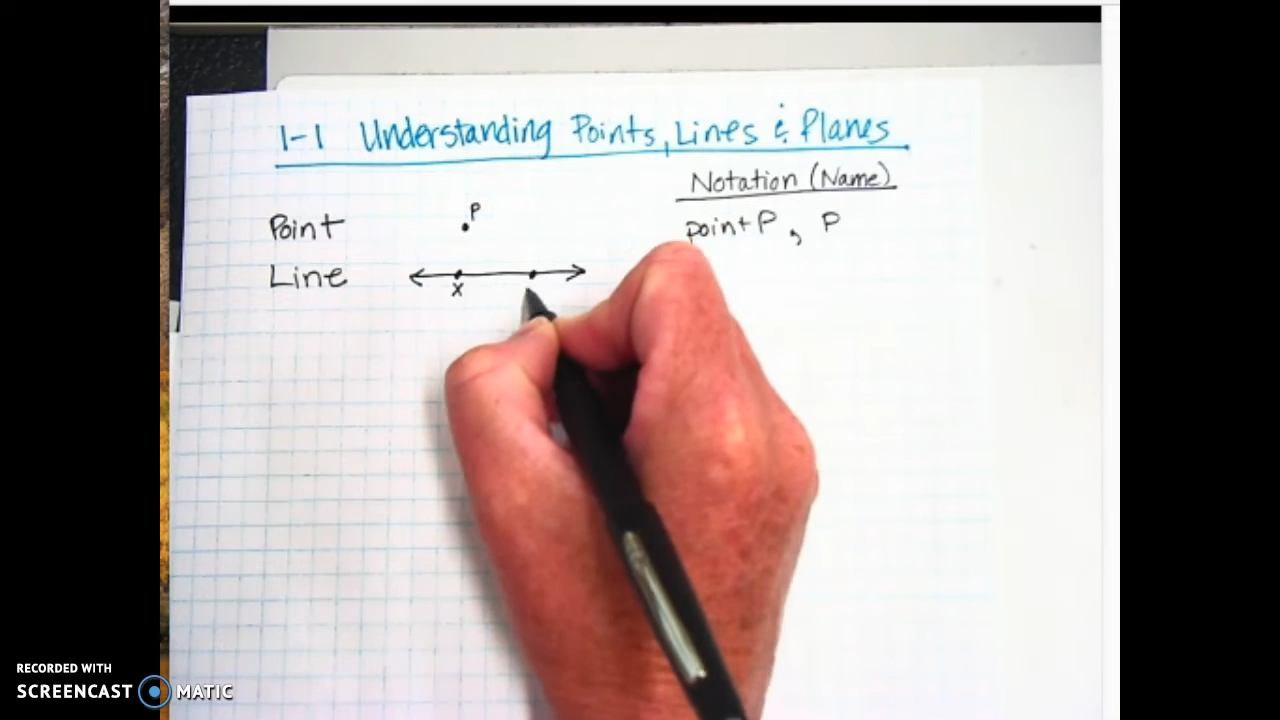 1-1 Understanding Points, Lines & Planes
Notation (Name)
Point
P
point P , P
Line
X
RECORDED WITH
SCREENCAST MATIC